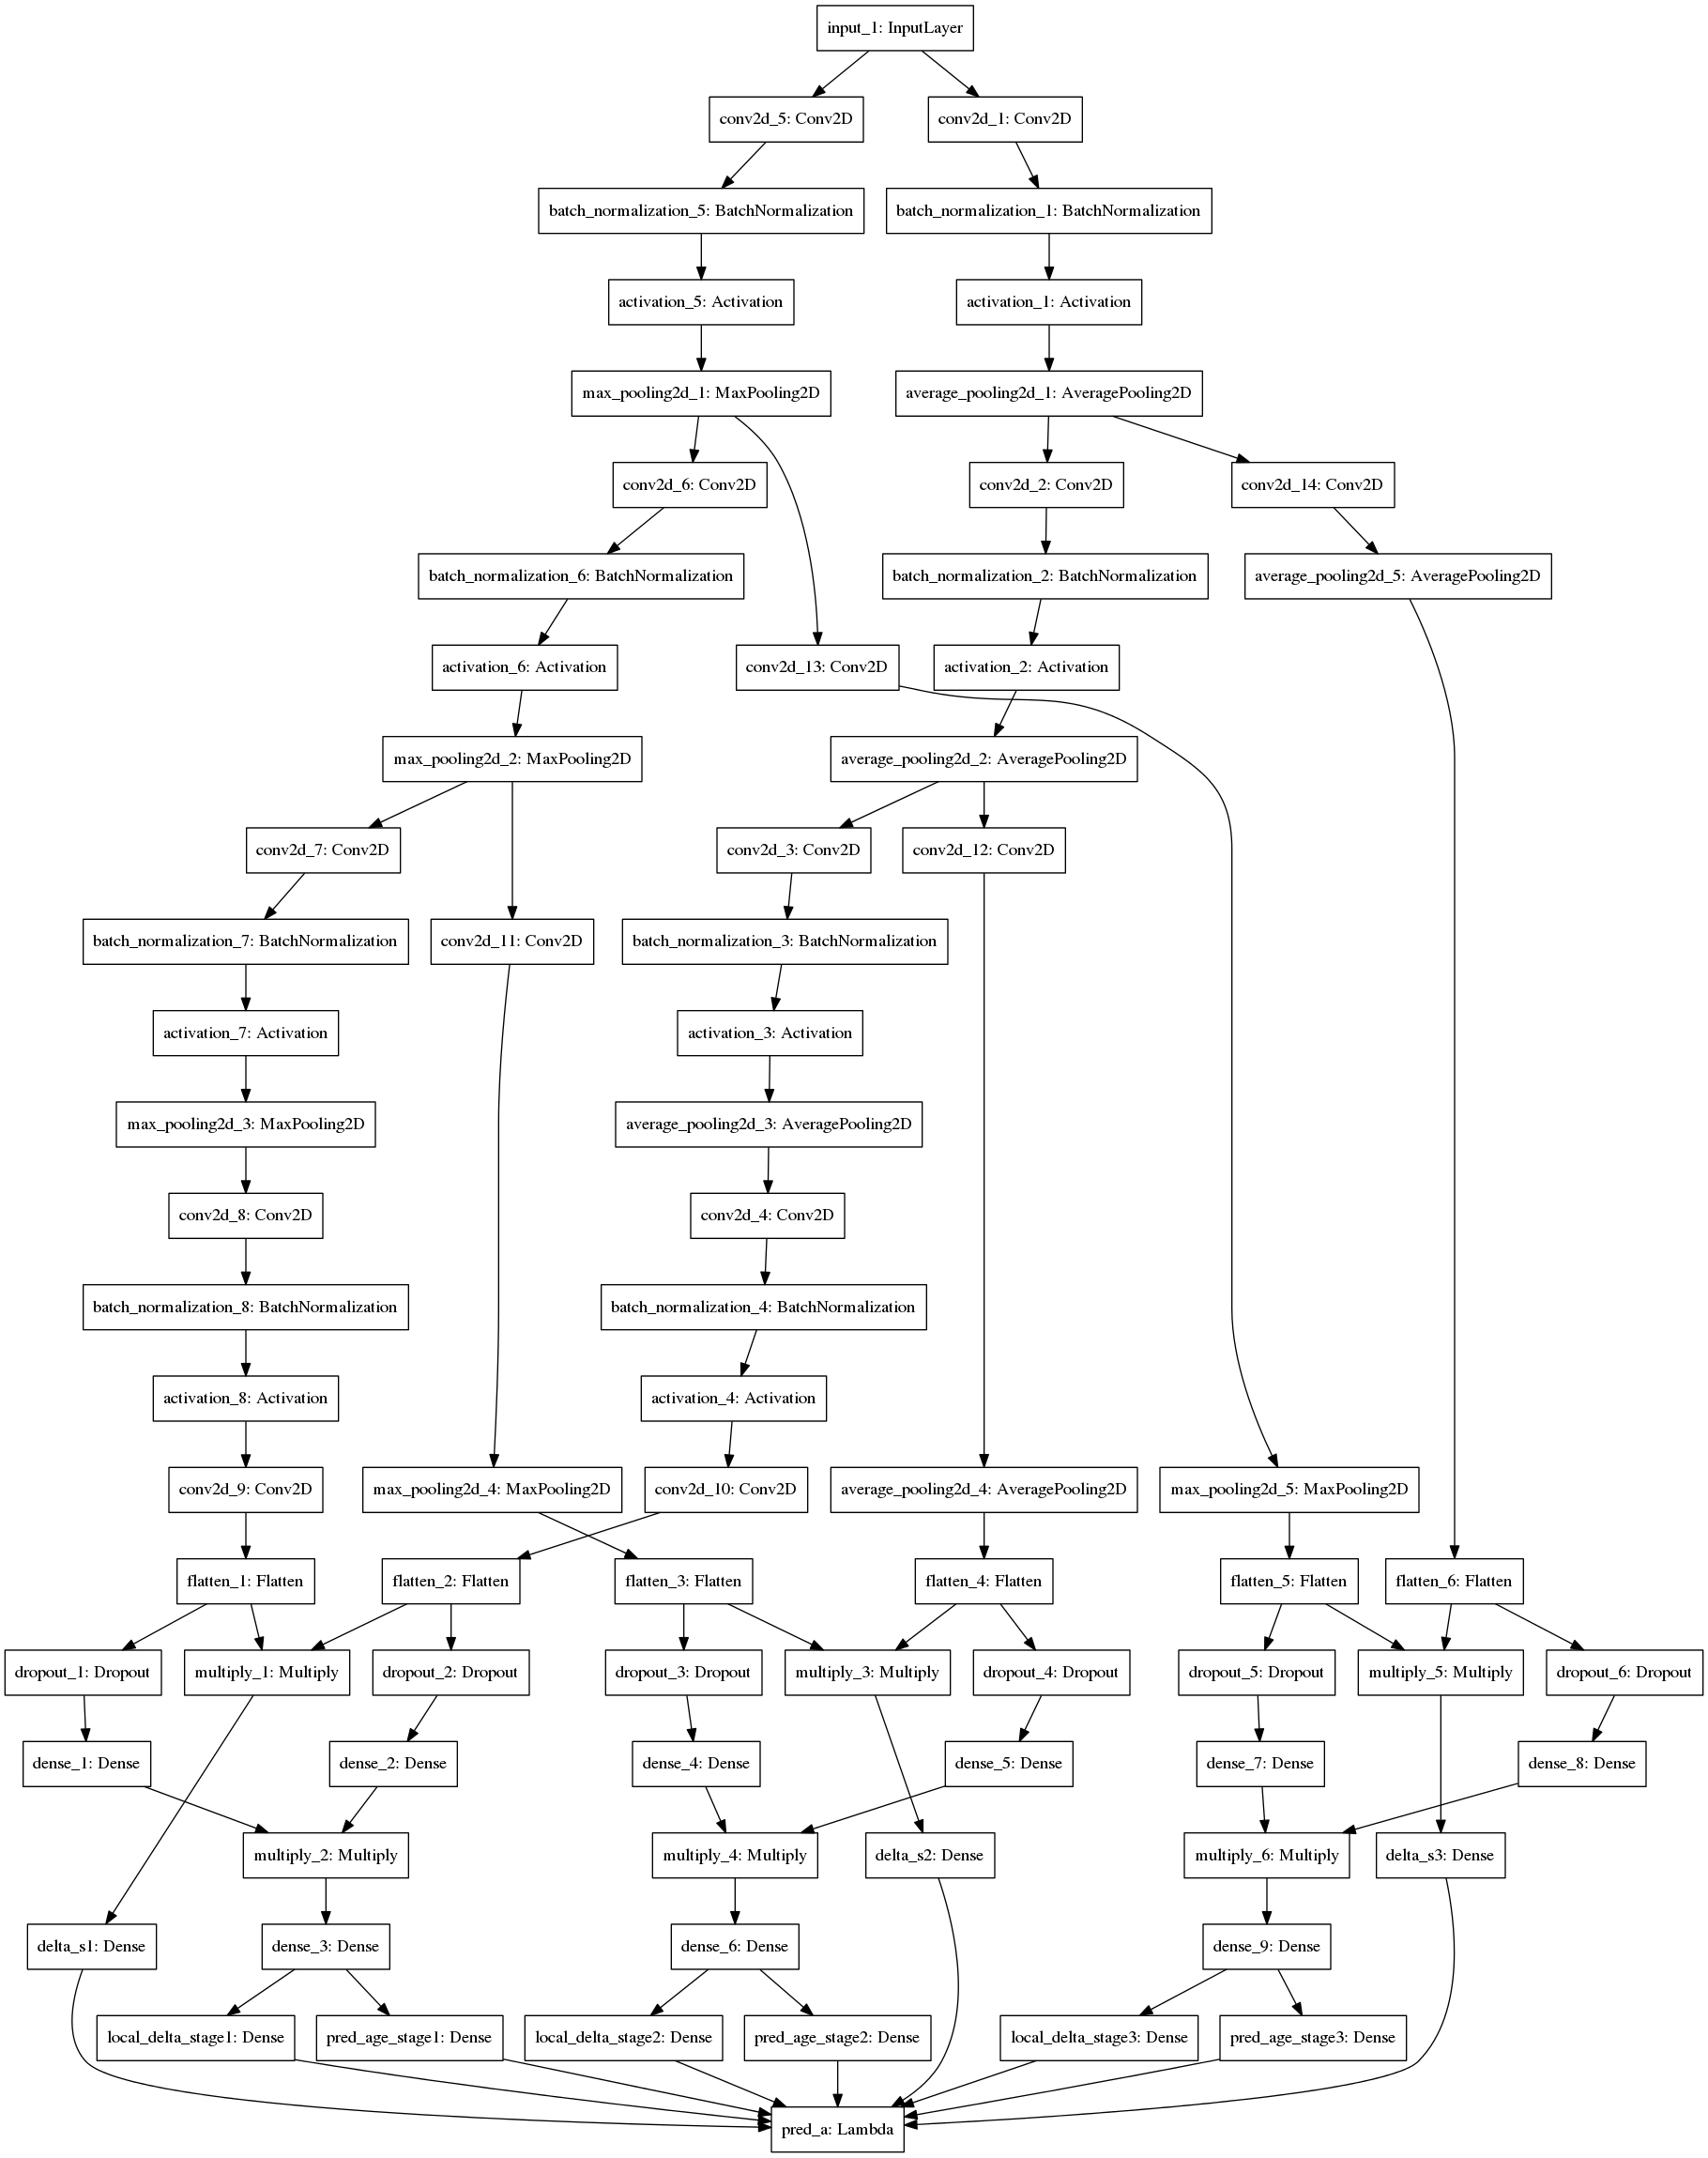 input_1: InputLayer
conv2d_5: Conv2D
conv2d_1: Conv2D
batch_normalization_5: BatchNormalization
batch_normalization_1: BatchNormalization
activation_5: Activation
activation_1: Activation
max_pooling2d_1: MaxPooling2D
average_pooling2d_1: AveragePooling2D
conv2d_6: Conv2D
conv2d_2: Conv2D
conv2d_14: Conv2D
batch_normalization_6: BatchNormalization
batch_normalization_2: BatchNormalization
average_pooling2d_5: AveragePooling2D
activation_6: Activation
conv2d_13: Conv2D
activation_2: Activation
max_pooling2d_2: MaxPooling2D
average_pooling2d_2: AveragePooling2D
conv2d_7: Conv2D
conv2d_3: Conv2D
conv2d_12: Conv2D
batch_normalization_7: BatchNormalization
conv2d_11: Conv2D
batch_normalization_3: BatchNormalization
activation_7: Activation
activation_3: Activation
max_pooling2d_3: MaxPooling2D
average_pooling2d_3: AveragePooling2D
conv2d_8: Conv2D
conv2d_4: Conv2D
batch_normalization_8: BatchNormalization
batch_normalization_4: BatchNormalization
activation_8: Activation
activation_4: Activation
conv2d_9: Conv2D
max_pooling2d_4: MaxPooling2D
conv2d_10: Conv2D
average_pooling2d_4: AveragePooling2D
max_pooling2d_5: MaxPooling2D
flatten_1: Flatten
flatten_2: Flatten
flatten_3: Flatten
flatten_4: Flatten
flatten_5: Flatten
flatten_6: Flatten
dropout_1: Dropout
multiply_1: Multiply
dropout_2: Dropout
dropout_3: Dropout
multiply_3: Multiply
dropout_4: Dropout
dropout_5: Dropout
multiply_5: Multiply
dropout_6: Dropout
dense_1: Dense
dense_2: Dense
dense_4: Dense
dense_5: Dense
dense_7: Dense
dense_8: Dense
multiply_2: Multiply
multiply_4: Multiply
delta_s2: Dense
multiply_6: Multiply
delta_s3: Dense
delta_s1: Dense
dense_3: Dense
dense_6: Dense
dense_9: Dense
local_delta_stage1: Dense
pred_age_stage1: Dense
local_delta_stage2: Dense
pred_age_stage2: Dense
local_delta_stage3: Dense
pred_age_stage3: Dense
pred_a: Lambda